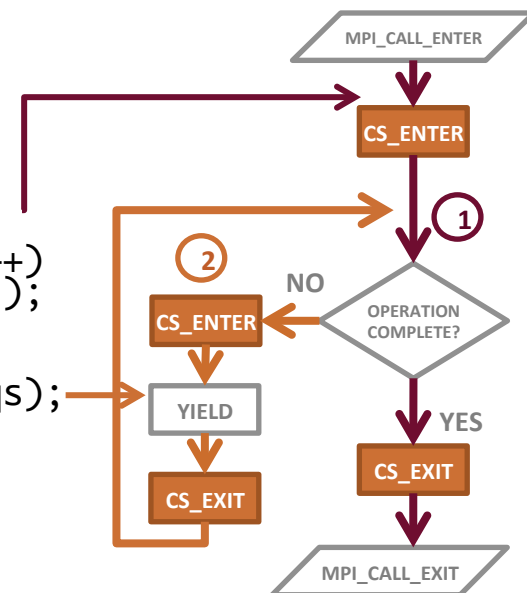 MPI_CALL_ENTER
CS_ENTER
1
+)
);
2
NO
OPERATION
COMPLETE?
CS_ENTER
s);
YIELD
YES
CS_EXIT
CS_EXIT
MPI_CALL_EXIT